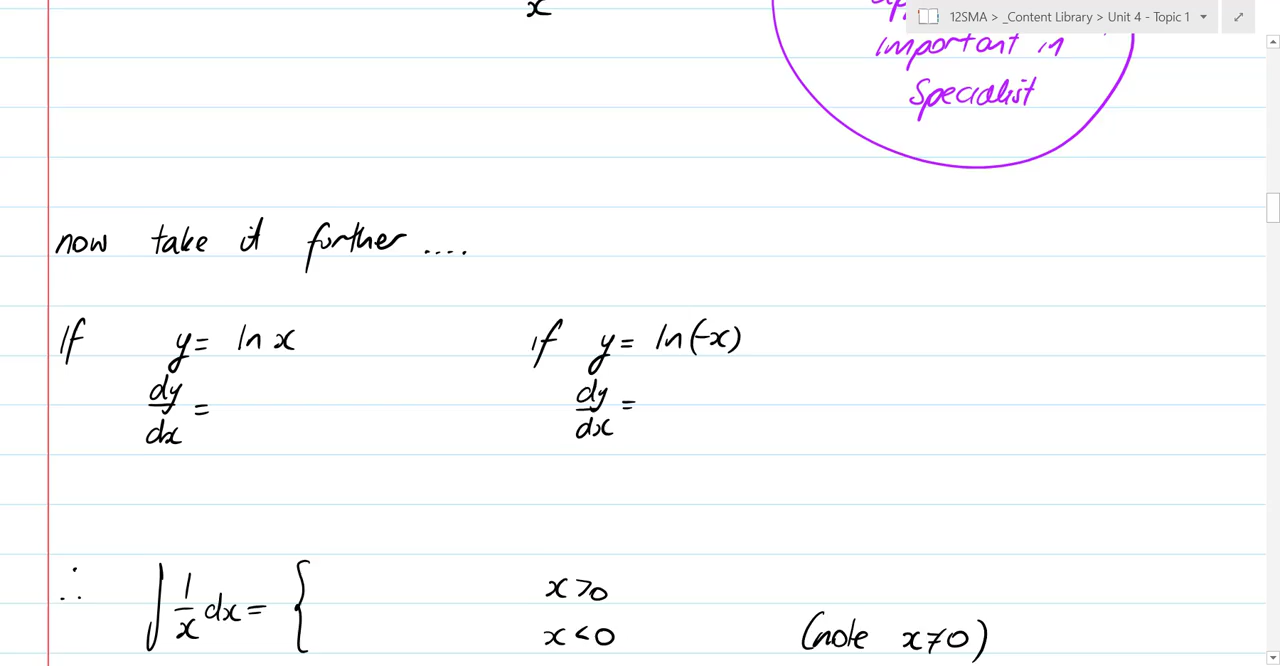 x
12SMA > _Content Library > Unit 4 - Topic 1
important in
Specialist
now take it further ....
If y = ln x if y = ln(-x)
dy/dx = dy/dx =
∴ ∫ 1/x dx = { x > 0
x < 0 (note x ≠ 0)